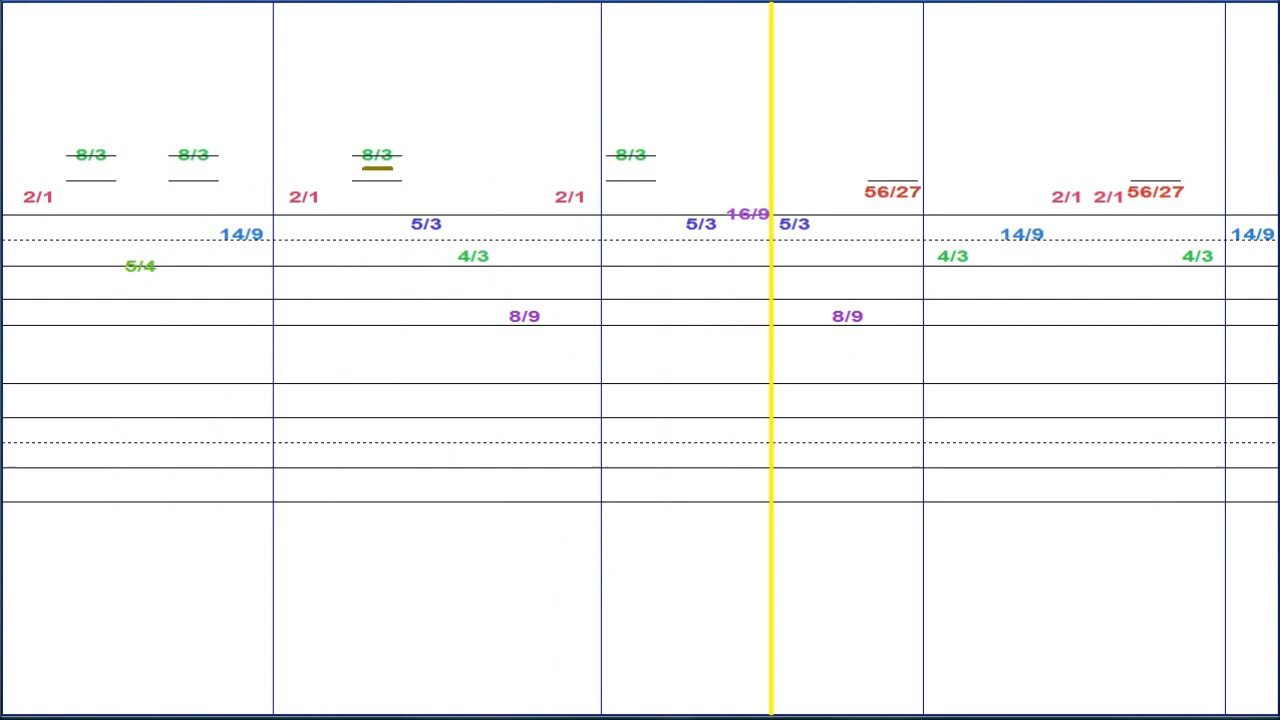 8/3 8/3 8/3 8/3
56/27 2/1 2/1 56/27
2/1 2/1 2/1
16/9
5/3 5/3 5/3
14/9 14/9 14/9
4/3 4/3 4/3
5/4
8/9 8/9